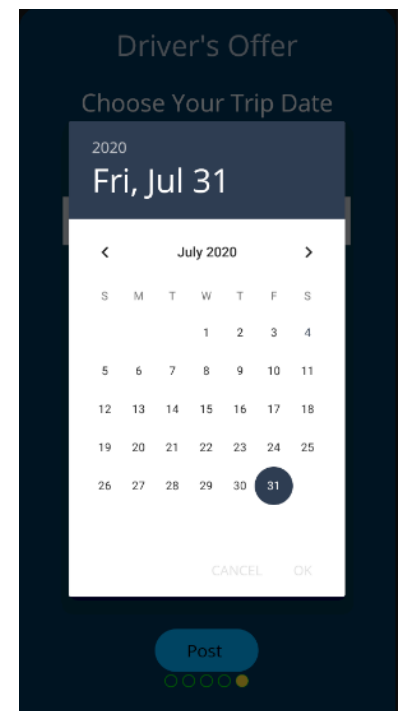 Driver's Offer
Choose Your Trip Date
2020
Fri, Jul 31
July 2020
S M T W T F S
1 2 3 4
5 6 7 8 9 10 11
12 13 14 15 16 17 18
19 20 21 22 23 24 25
26 27 28 29 30 31
CANCEL OK
Post